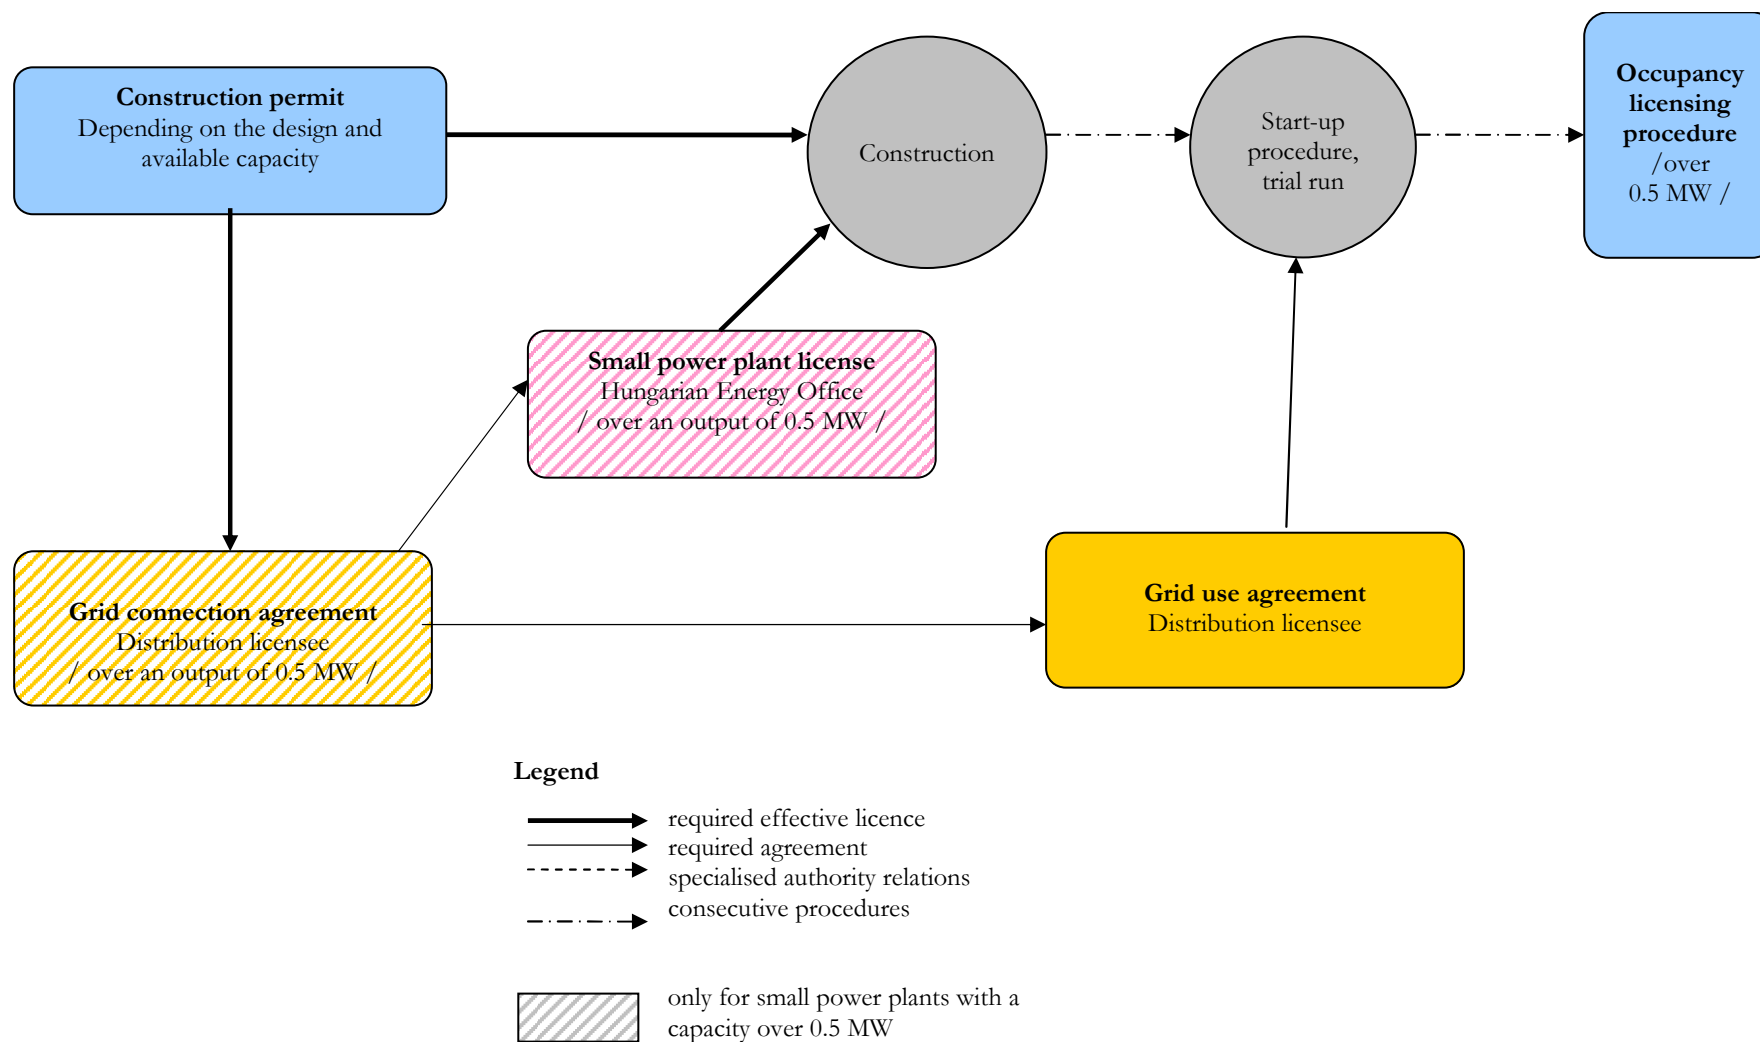 Construction permit
Depending on the design and
available capacity
Construction
Start-up
procedure,
trial run
Occupancy
licensing
procedure
/over
0.5 MW /
Small power plant license
Hungarian Energy Office
/ over an output of 0.5 MW /
Grid connection agreement
Distribution licensee
/ over an output of 0.5 MW /
Grid use agreement
Distribution licensee
Legend
required effective licence
required agreement
specialised authority relations
consecutive procedures
only for small power plants with a
capacity over 0.5 MW